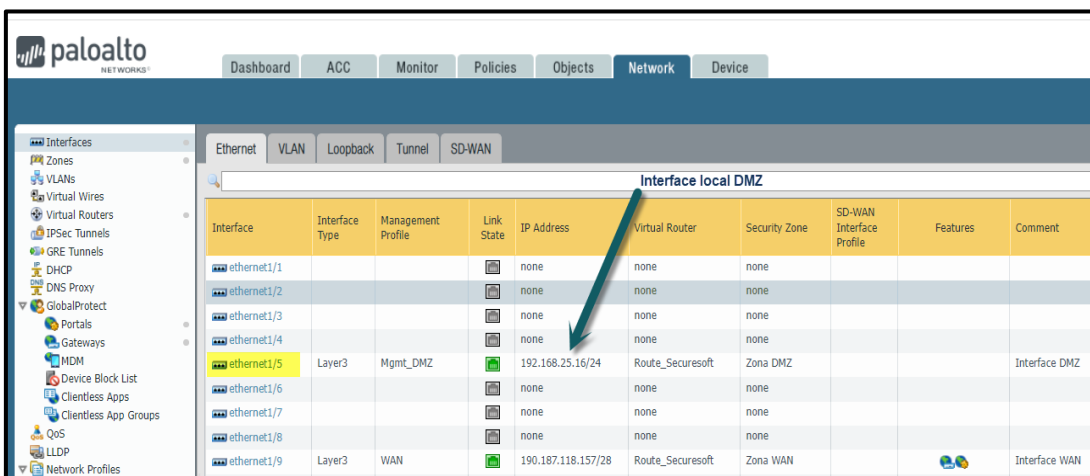 paloalto
NETWORKS®
Dashboard ACC Monitor Policies Objects Network Device
Interfaces
Zones
VLANs
Virtual Wires
Virtual Routers
IPSec Tunnels
GRE Tunnels
DHCP
DNS Proxy
GlobalProtect
Portals
Gateways
MDM
Device Block List
Clientless Apps
Clientless App Groups
QoS
LLDP
Network Profiles
Ethernet VLAN Loopback Tunnel SD-WAN
Interface local DMZ
Interface Interface Type Management Profile Link State IP Address Virtual Router Security Zone SD-WAN Interface Profile Features Comment
ethernet1/1 none none none
ethernet1/2 none none none
ethernet1/3 none none none
ethernet1/4 none none none
ethernet1/5 Layer3 Mgmt_DMZ 192.168.25.16/24 Route_Securesoft Zona DMZ Interface DMZ
ethernet1/6 none none none
ethernet1/7 none none none
ethernet1/8 none none none
ethernet1/9 Layer3 WAN 190.187.118.157/28 Route_Securesoft Zona WAN Interface WAN